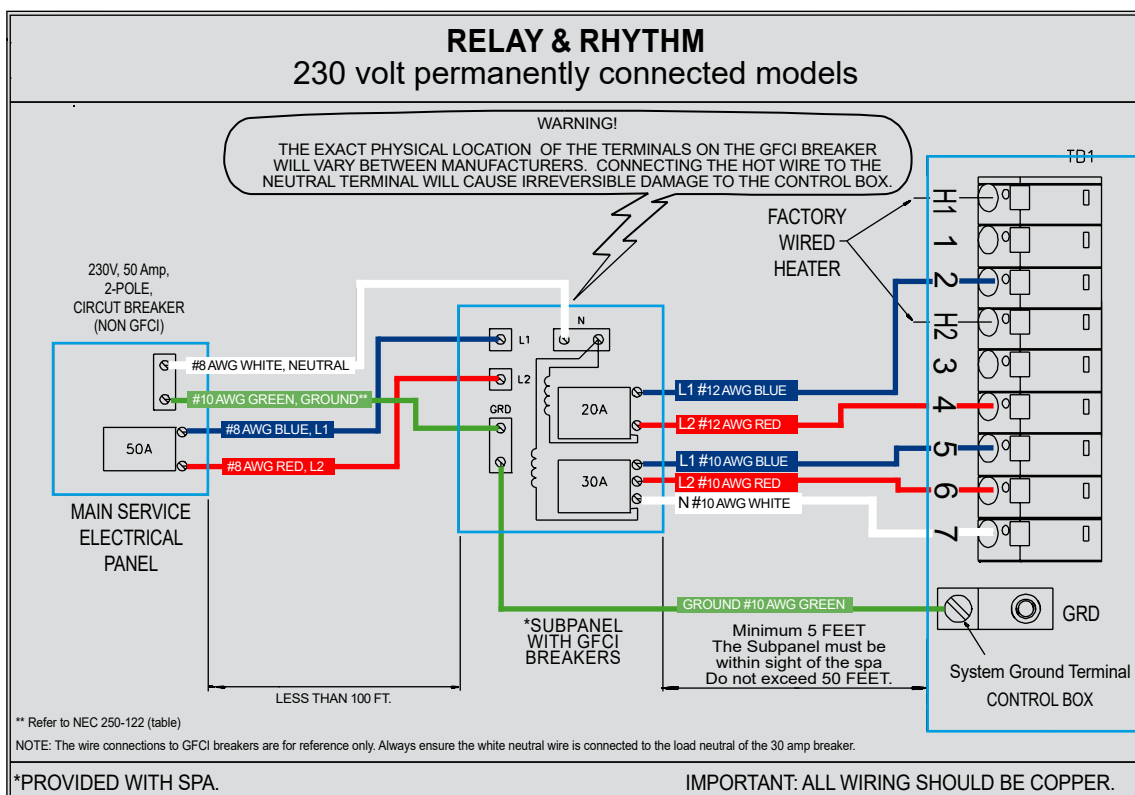 RELAY & RHYTHM
230 volt permanently connected models
WARNING!
THE EXACT PHYSICAL LOCATION OF THE TERMINALS ON THE GFCI BREAKER
WILL VARY BETWEEN MANUFACTURERS. CONNECTING THE HOT WIRE TO THE
NEUTRAL TERMINAL WILL CAUSE IRREVERSIBLE DAMAGE TO THE CONTROL BOX.
TB1
H1
1
2
H2
3
4
5
6
7
FACTORY
WIRED
HEATER
230V, 50 Amp,
2-POLE,
CIRCUT BREAKER
(NON GFCI)
#8 AWG WHITE, NEUTRAL
#10 AWG GREEN, GROUND**
#8 AWG BLUE, L1
#8 AWG RED, L2
50A
MAIN SERVICE
ELECTRICAL
PANEL
N
L1
L2
GRD
20A
30A
L1 #12 AWG BLUE
L2 #12 AWG RED
L1 #10 AWG BLUE
L2 #10 AWG RED
N #10 AWG WHITE
GROUND #10 AWG GREEN
GRD
*SUBPANEL
WITH GFCI
BREAKERS
Minimum 5 FEET
The Subpanel must be
within sight of the spa
Do not exceed 50 FEET.
System Ground Terminal
CONTROL BOX
LESS THAN 100 FT.
** Refer to NEC 250-122 (table)
NOTE: The wire connections to GFCI breakers are for reference only. Always ensure the white neutral wire is connected to the load neutral of the 30 amp breaker.
*PROVIDED WITH SPA.
IMPORTANT: ALL WIRING SHOULD BE COPPER.